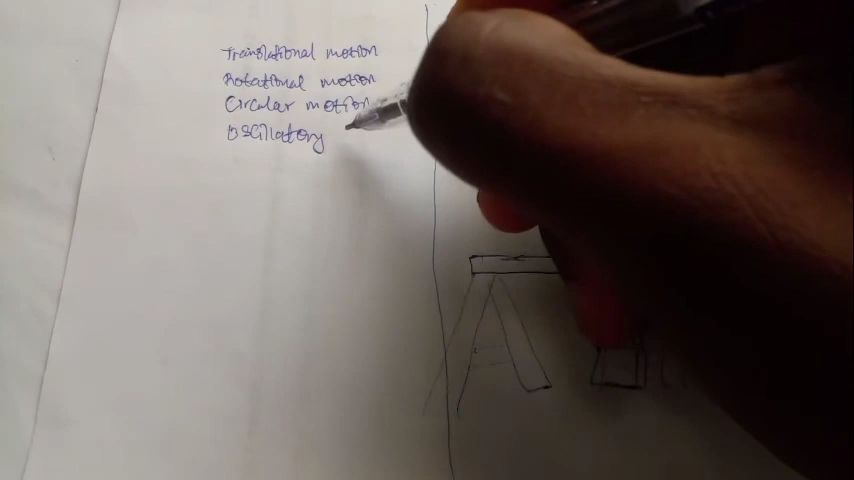 Translational motion
Rotational motion
Circular motion
Oscillatory